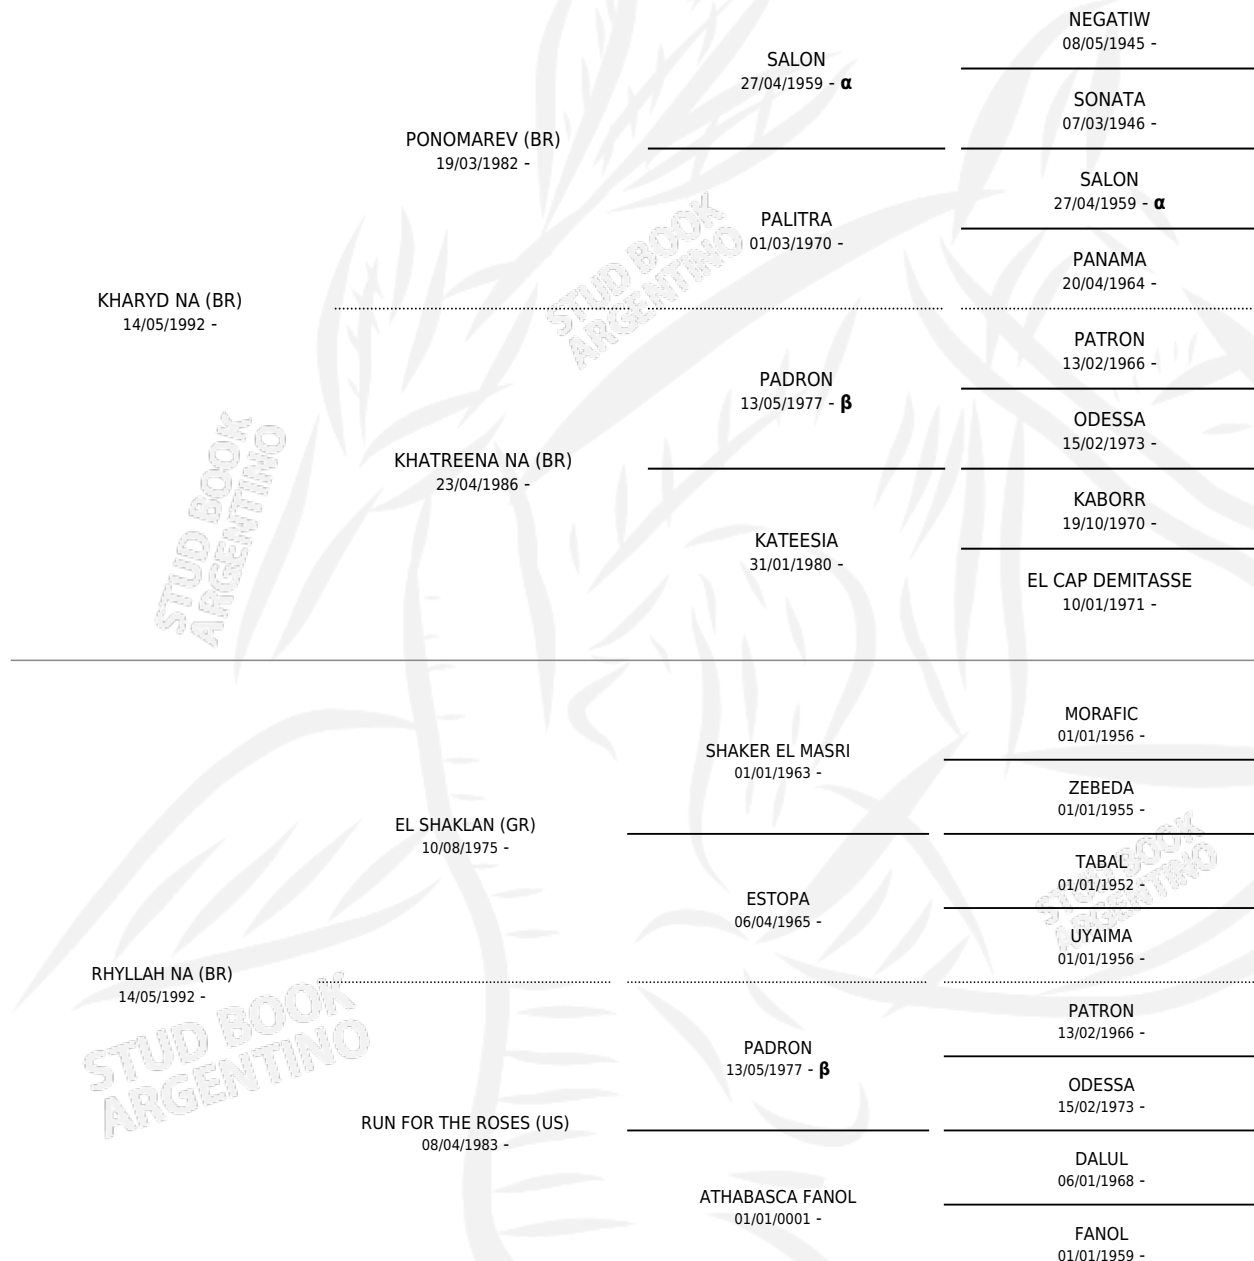 NEGATIW
08/05/1945 -
SALON
27/04/1959 - α
SONATA
07/03/1946 -
PONOMAREV (BR)
19/03/1982 -
SALON
27/04/1959 - α
PALITRA
01/03/1970 -
PANAMA
20/04/1964 -
KHARYD NA (BR)
14/05/1992 -
PATRON
13/02/1966 -
PADRON
13/05/1977 - β
ODESSA
15/02/1973 -
KHATREENA NA (BR)
23/04/1986 -
KABORR
19/10/1970 -
KATEESIA
31/01/1980 -
EL CAP DEMITASSE
10/01/1971 -
MORAFIC
01/01/1956 -
SHAKER EL MASRI
01/01/1963 -
ZEBEDA
01/01/1955 -
EL SHAKLAN (GR)
10/08/1975 -
TABAL
01/01/1952 -
ESTOPA
06/04/1965 -
UYAIMA
01/01/1956 -
RHYLLAH NA (BR)
14/05/1992 -
PATRON
13/02/1966 -
PADRON
13/05/1977 - β
ODESSA
15/02/1973 -
RUN FOR THE ROSES (US)
08/04/1983 -
DALUL
06/01/1968 -
ATHABASCA FANOL
01/01/0001 -
FANOL
01/01/1959 -
STUD BOOK
ARGENTINO
STUD BOOK
ARGENTINO
STUD BOOK
ARGENTINO
STUD BOOK
ARGENTINO